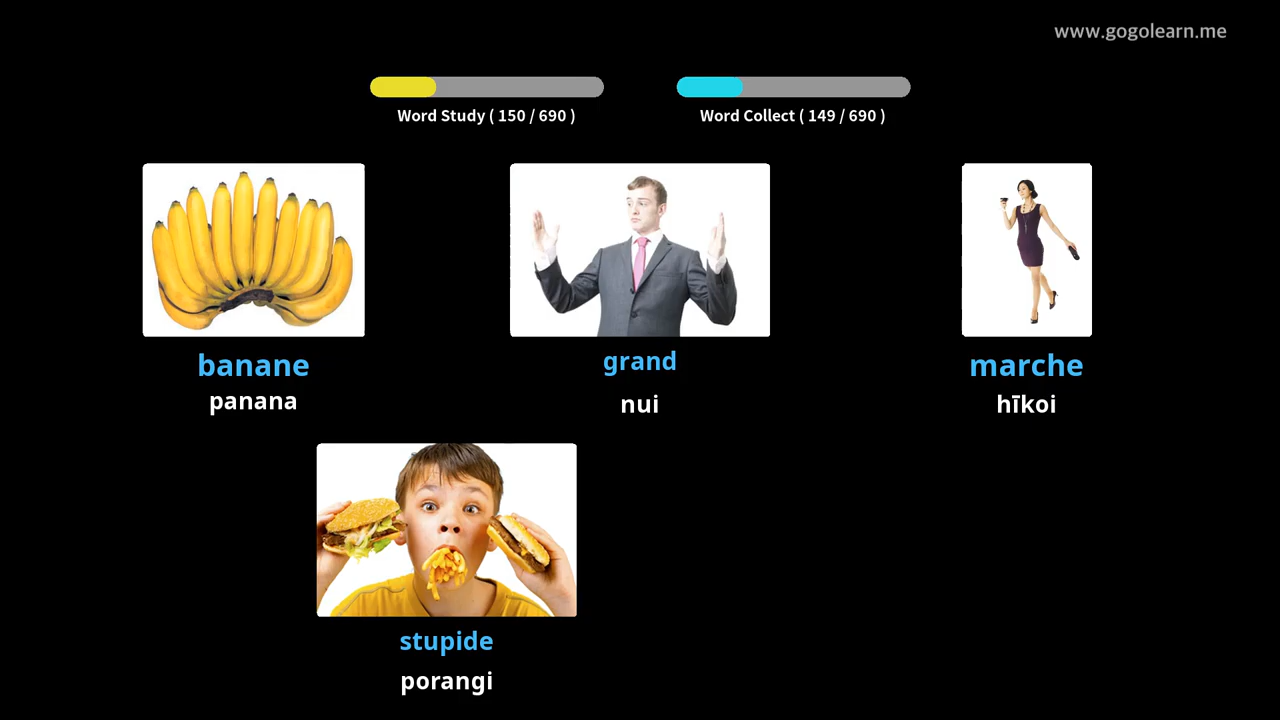 www.gogolearn.me
Word Study ( 150 / 690 )
Word Collect ( 149 / 690 )
banane
panana
grand
nui
marche
hīkoi
stupide
porangi